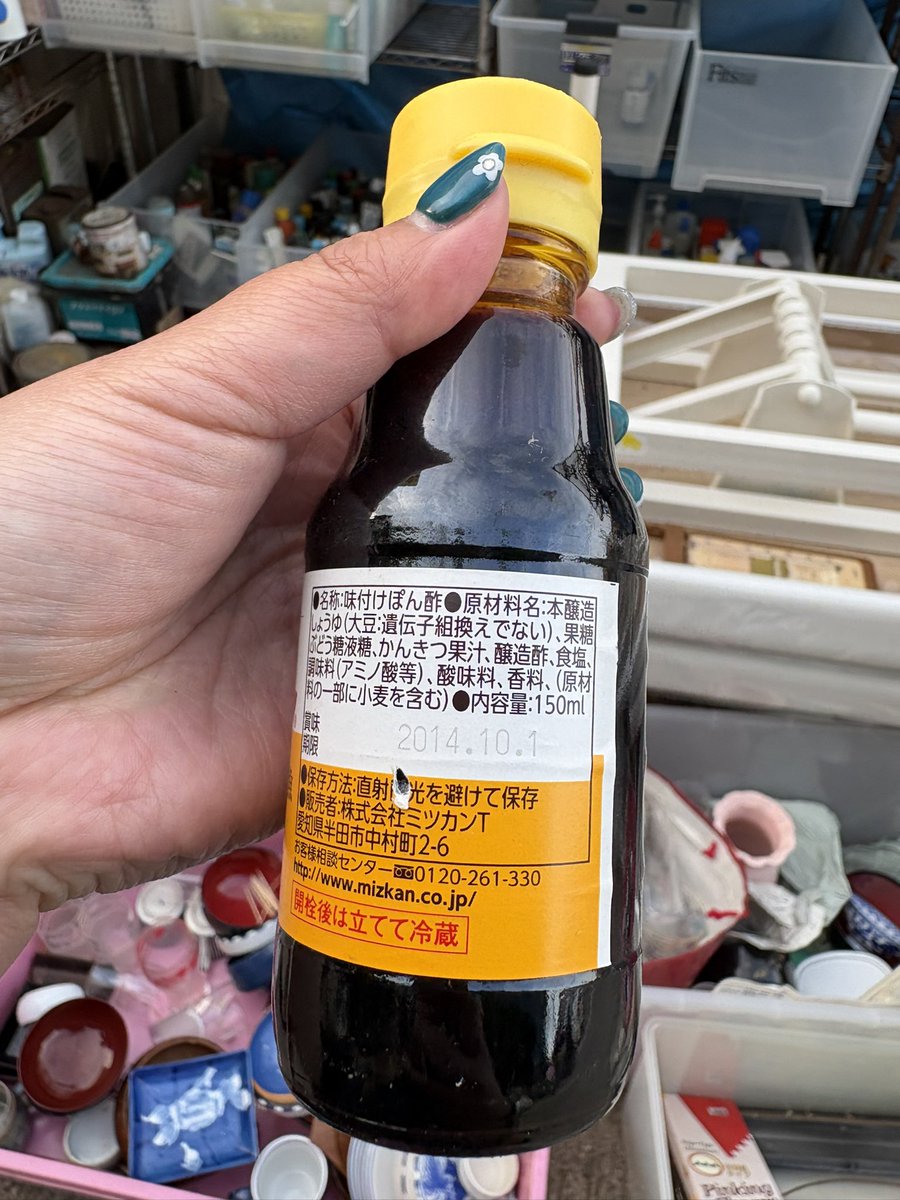 Fits
●名称:味付けぽん酢●原材料名:本醸造
しょうゆ(大豆:遺伝子組換えでない)、果糖
ぶどう糖液糖、かんきつ果汁、醸造酢、食塩、
調味料(アミノ酸等)、酸味料、香料、(原材
料の一部に小麦を含む)●内容量:150ml
賞味
期限
2014.10.1
●保存方法:直射 光を避けて保存
●販売者:株式会社ミツカンT
愛知県半田市中村町2-6
お客様相談センター 0120-261-330
http://www.mizkan.co.jp/
開栓後は立てて冷蔵
Pinking